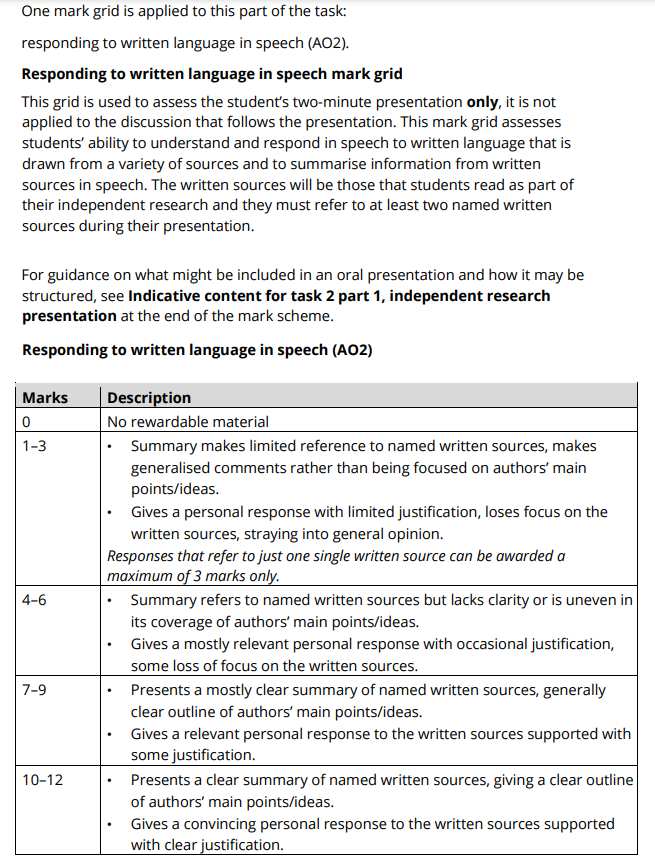 One mark grid is applied to this part of the task:
responding to written language in speech (AO2).
Responding to written language in speech mark grid
This grid is used to assess the student's two-minute presentation only, it is not
applied to the discussion that follows the presentation. This mark grid assesses
students' ability to understand and respond in speech to written language that is
drawn from a variety of sources and to summarise information from written
sources in speech. The written sources will be those that students read as part of
their independent research and they must refer to at least two named written
sources during their presentation.
For guidance on what might be included in an oral presentation and how it may be
structured, see Indicative content for task 2 part 1, independent research
presentation at the end of the mark scheme.
Responding to written language in speech (AO2)
Marks Description
0 No rewardable material
1–3 • Summary makes limited reference to named written sources, makes
generalised comments rather than being focused on authors' main
points/ideas.
• Gives a personal response with limited justification, loses focus on the
written sources, straying into general opinion.
Responses that refer to just one single written source can be awarded a
maximum of 3 marks only.
4–6 • Summary refers to named written sources but lacks clarity or is uneven in
its coverage of authors' main points/ideas.
• Gives a mostly relevant personal response with occasional justification,
some loss of focus on the written sources.
7–9 • Presents a mostly clear summary of named written sources, generally
clear outline of authors' main points/ideas.
• Gives a relevant personal response to the written sources supported with
some justification.
10–12 • Presents a clear summary of named written sources, giving a clear outline
of authors' main points/ideas.
• Gives a convincing personal response to the written sources supported
with clear justification.